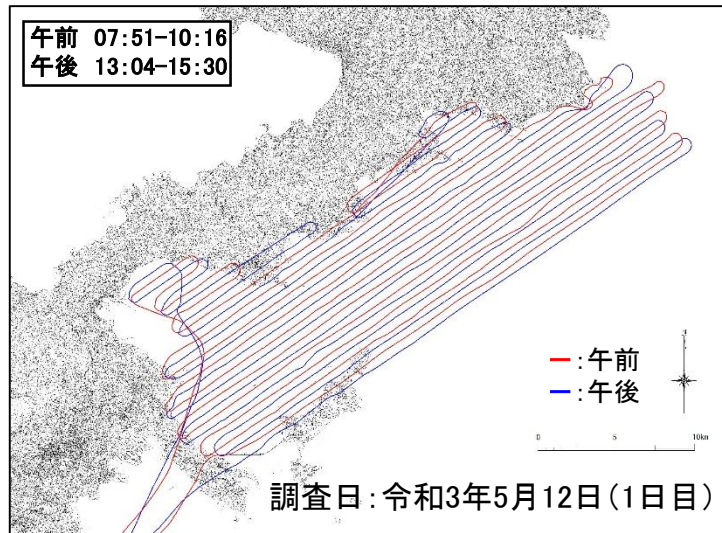 午前 07:51-10:16
午後 13:04-15:30
━:午前
━:午後
0 5 10km
調査日:令和3年5月12日(1日目)